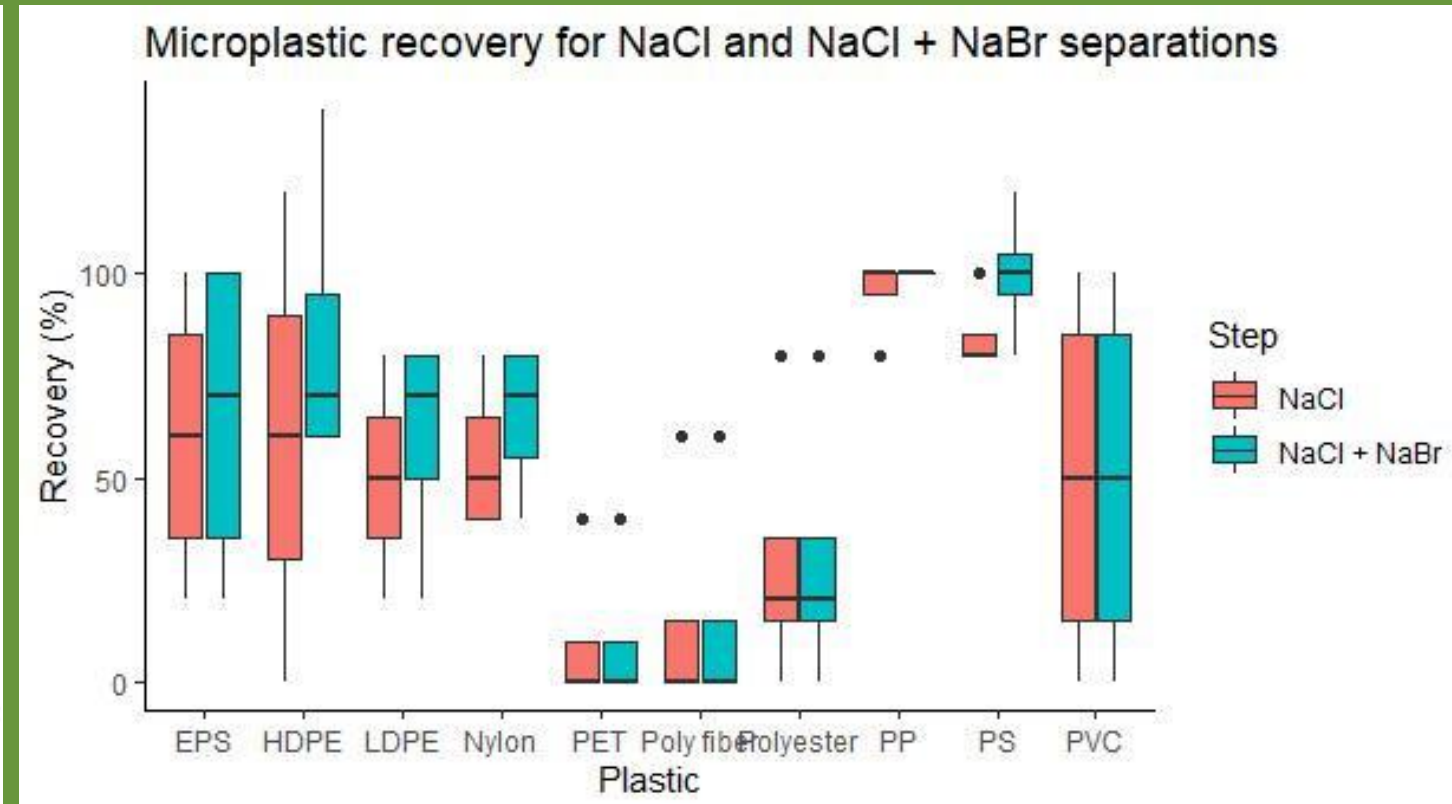 Microplastic recovery for NaCl and NaCl + NaBr separations
Recovery (%)
100
50
0
EPS HDPE LDPE Nylon PET Poly fiber Polyester PP PS PVC
Plastic
Step
NaCl
NaCl + NaBr